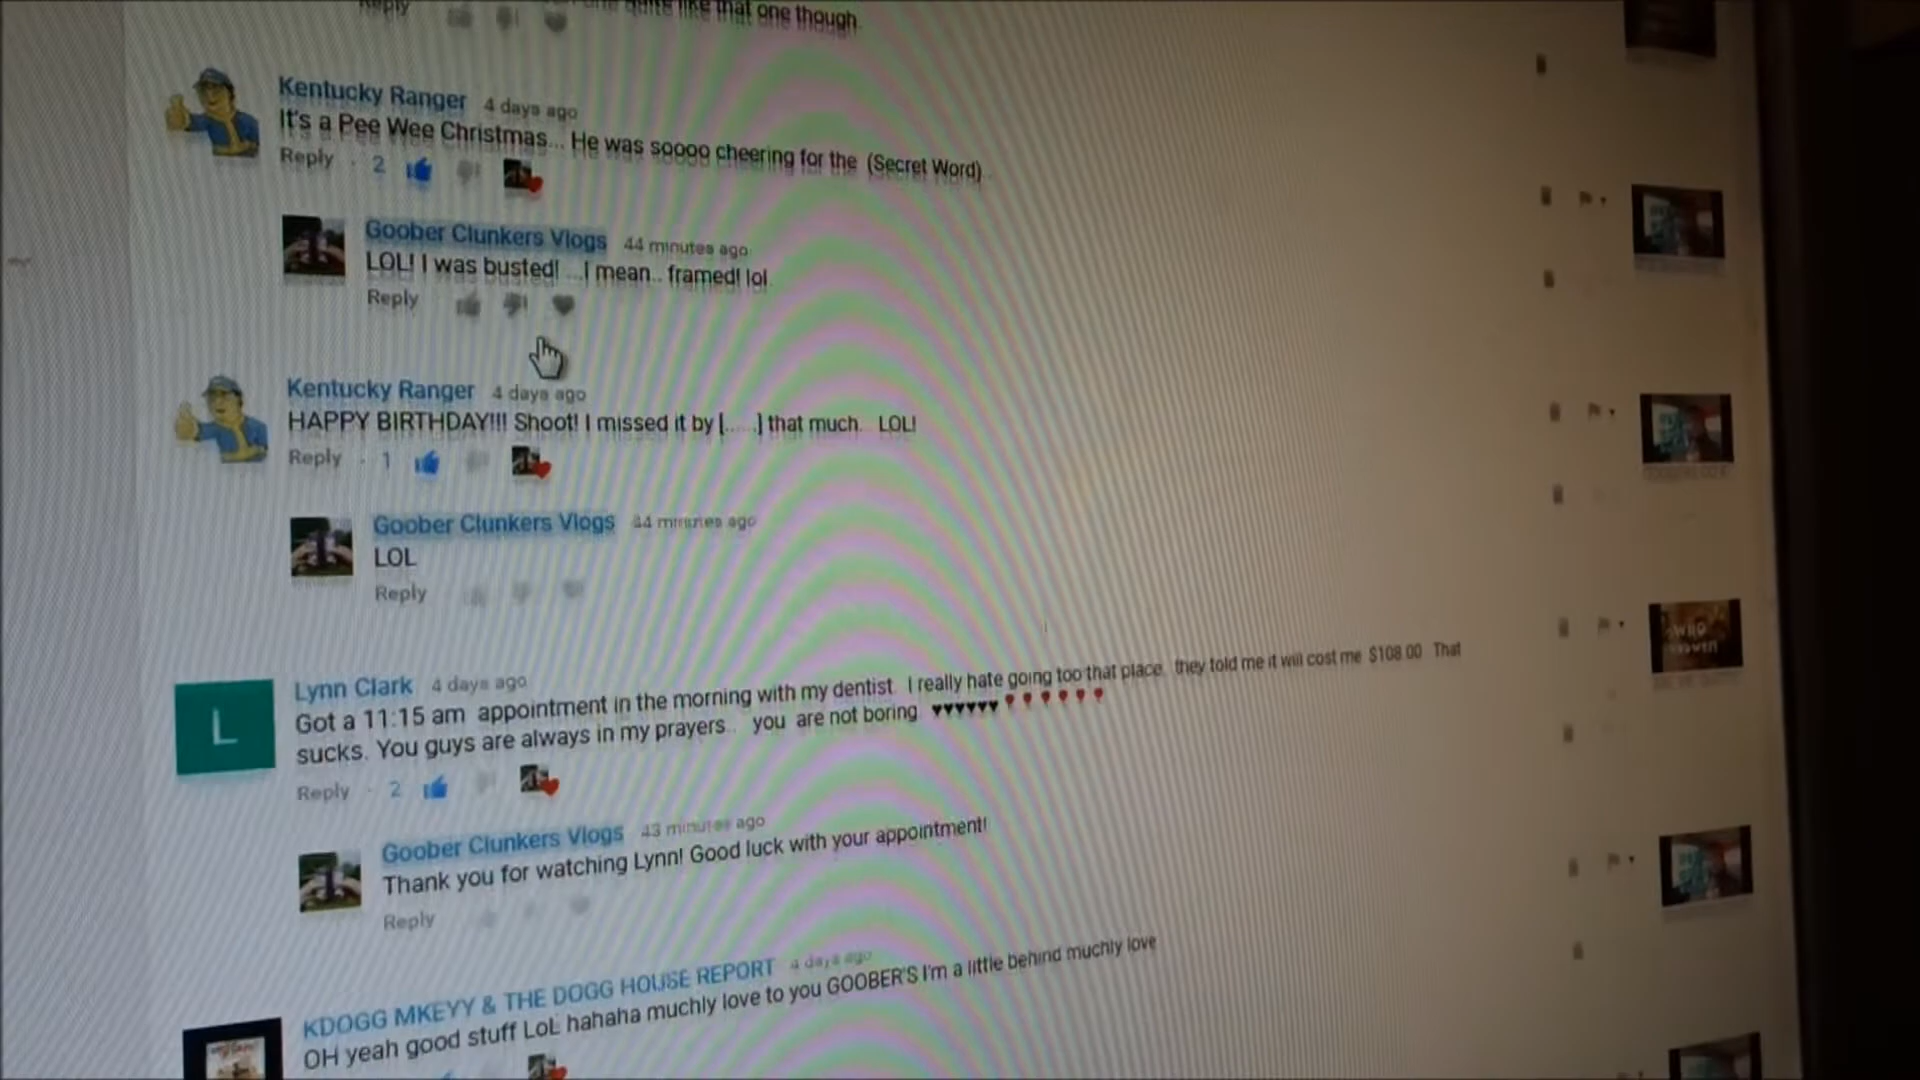 Reply
quite like that one though
Kentucky Ranger 4 days ago
It's a Pee Wee Christmas... He was soooo cheering for the (Secret Word)
Reply · 2
Goober Clunkers Vlogs 44 minutes ago
LOL! I was busted! ...I mean.. framed! lol
Reply
Kentucky Ranger 4 days ago
HAPPY BIRTHDAY!!! Shoot! I missed it by [......] that much. LOL!
Reply · 1
Goober Clunkers Vlogs 44 minutes ago
LOL
Reply
Lynn Clark 4 days ago
Got a 11:15 am appointment in the morning with my dentist. I really hate going too that place. they told me it will cost me $108.00 That
sucks. You guys are always in my prayers.. you are not boring ♥♥♥♥♥♥🌹🌹🌹🌹🌹🌹
L
Reply · 2
Goober Clunkers Vlogs 43 minutes ago
Thank you for watching Lynn! Good luck with your appointment!
Reply
KDOGG MKEYY & THE DOGG HOUSE REPORT 4 days ago
OH yeah good stuff LoL hahaha muchly love to you GOOBER'S I'm a little behind muchly love